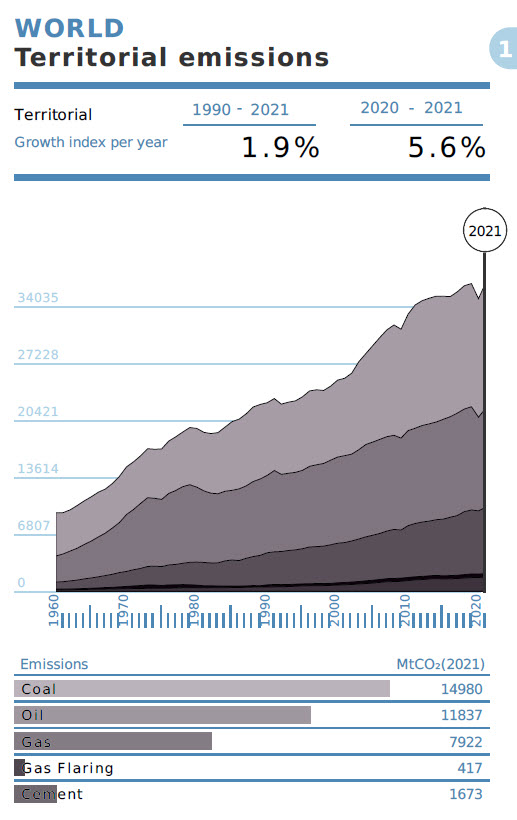 WORLD
Territorial emissions
1
Territorial
1990 - 2021
2020 - 2021
Growth index per year
1.9%
5.6%
2021
34035
27228
20421
13614
6807
0
1960
1970
1980
1990
2000
2010
2020
Emissions MtCO₂(2021)
Coal 14980
Oil 11837
Gas 7922
Gas Flaring 417
Cement 1673